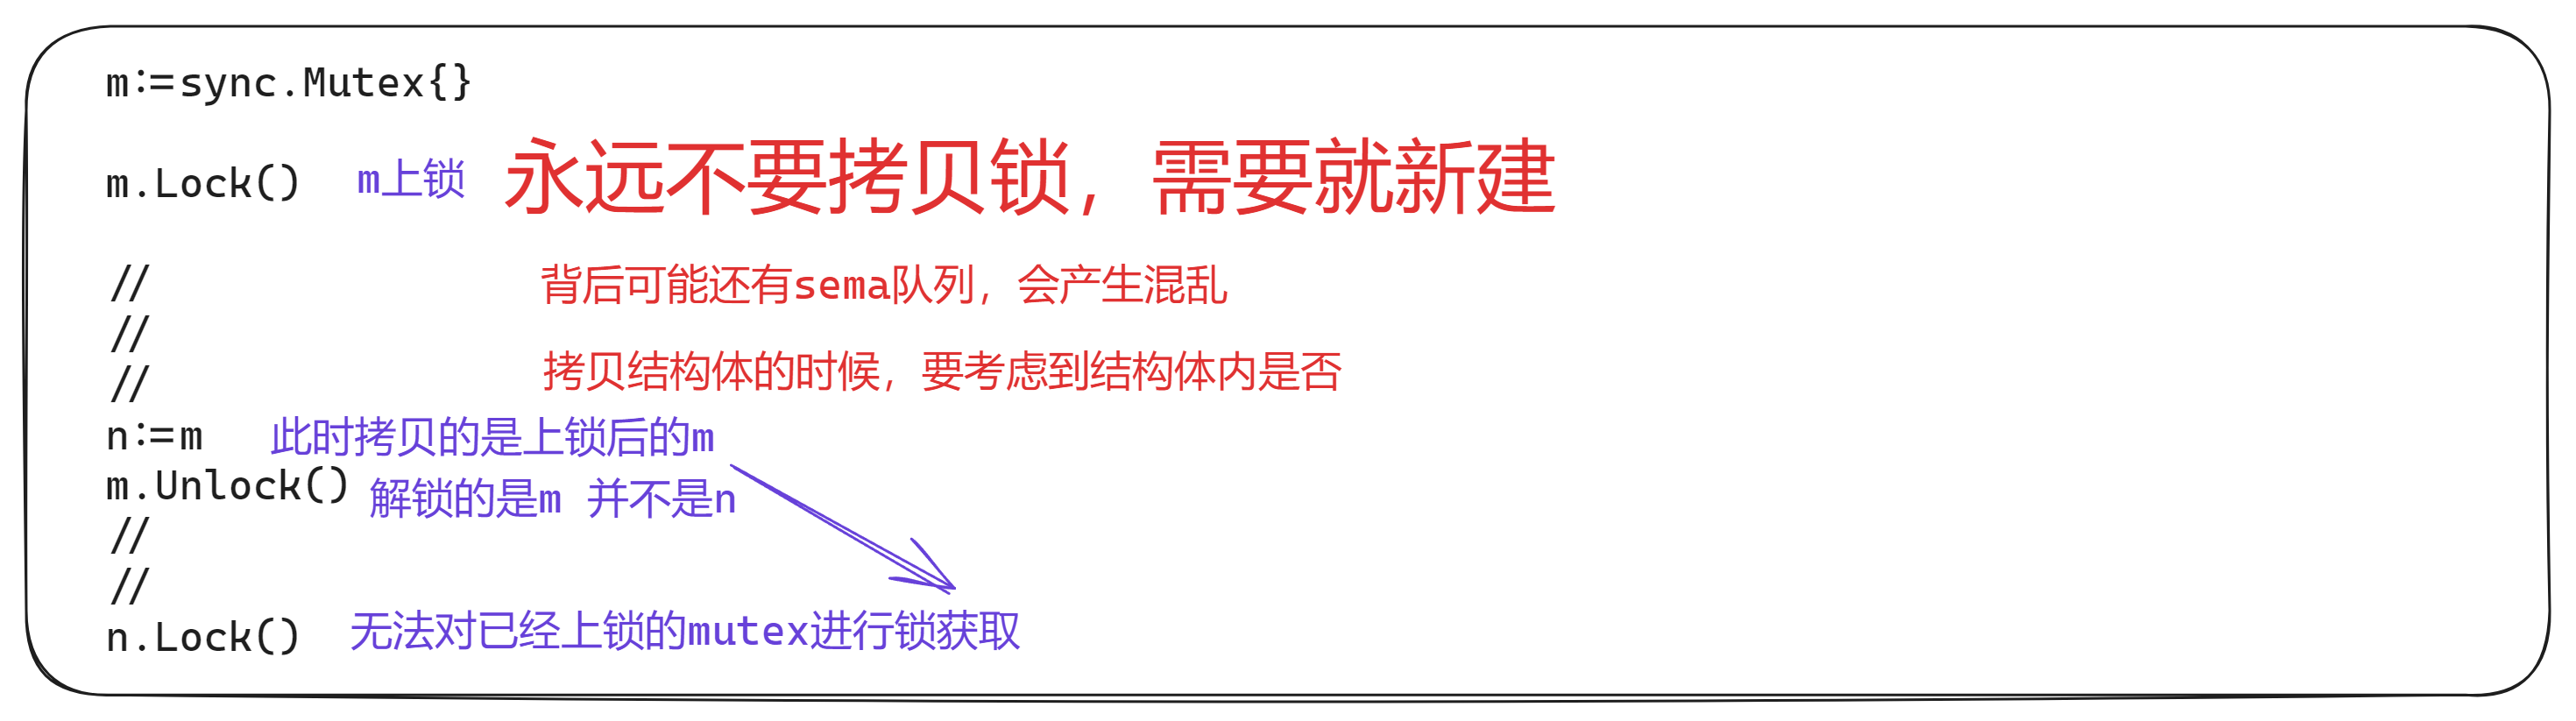 m:=sync.Mutex{}
m.Lock() m上锁 永远不要拷贝锁，需要就新建
// 背后可能还有sema队列，会产生混乱
//
// 拷贝结构体的时候，要考虑到结构体内是否
n:=m 此时拷贝的是上锁后的m
m.Unlock() 解锁的是m 并不是n
//
//
n.Lock() 无法对已经上锁的mutex进行锁获取